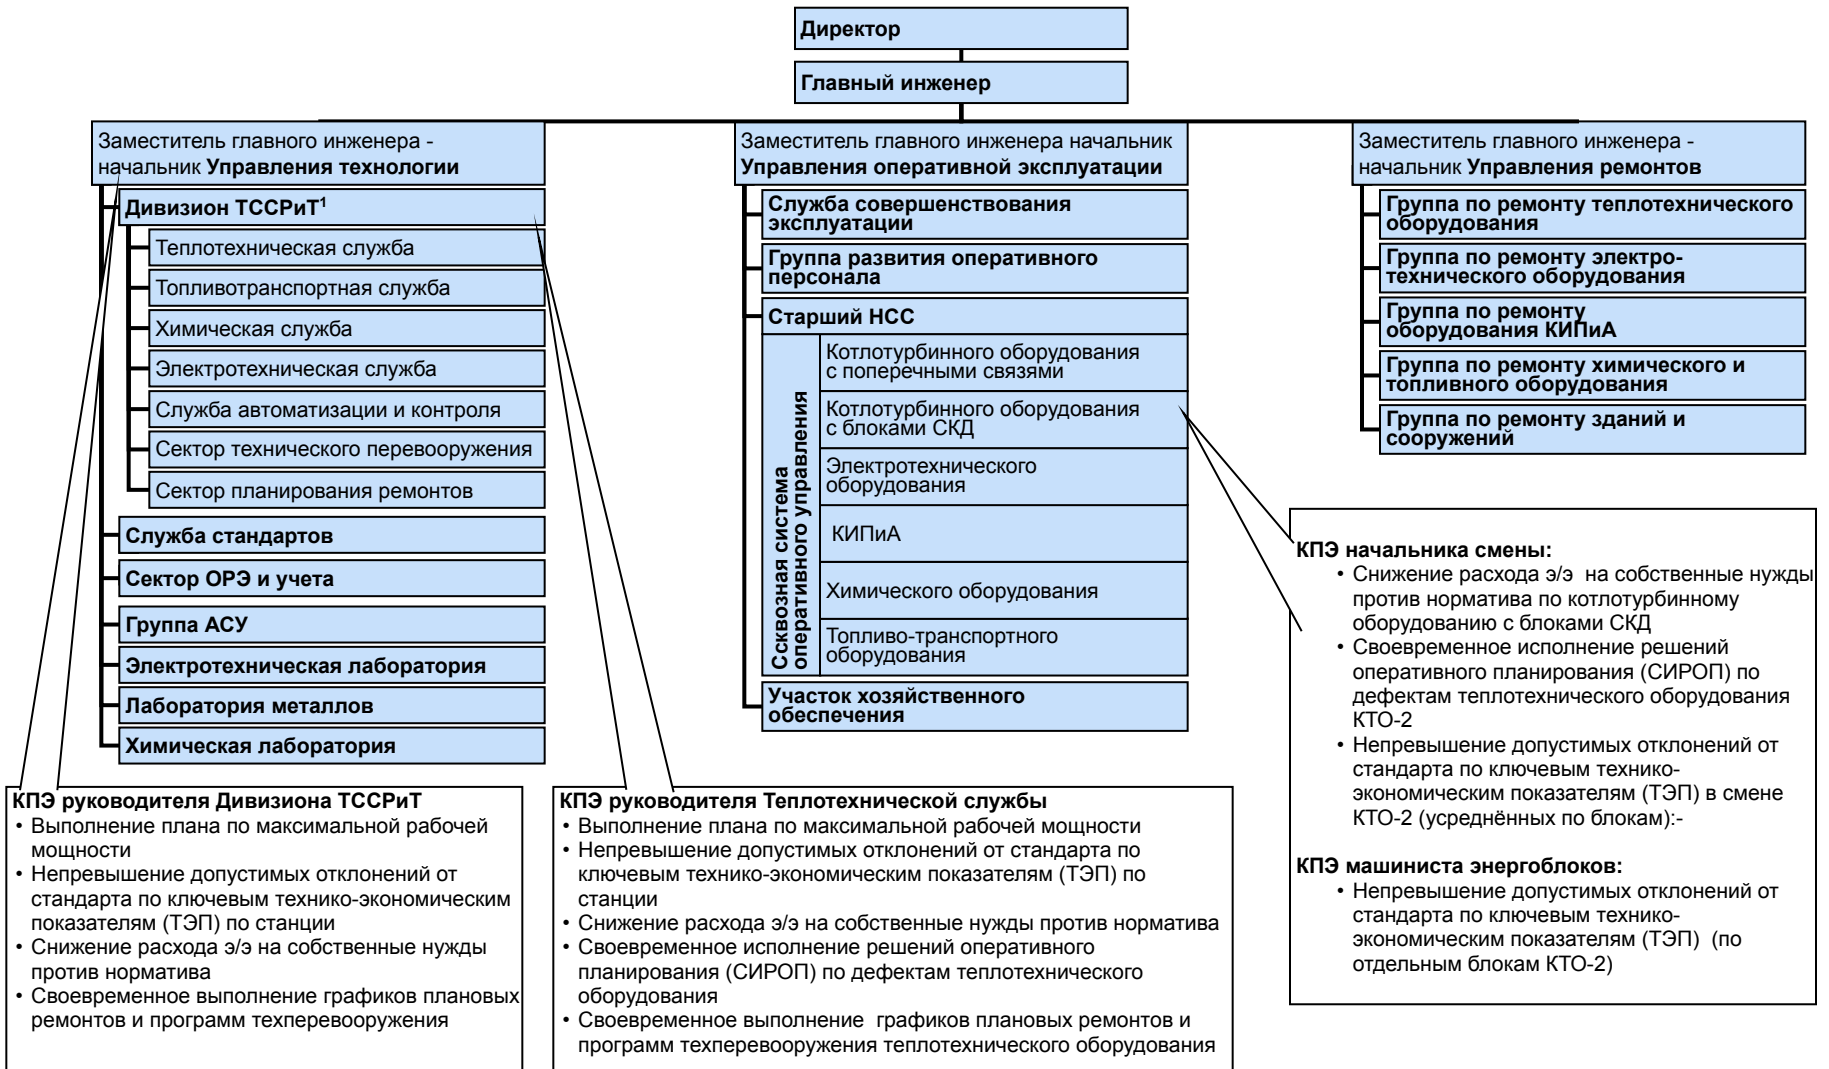 Директор
Главный инженер
Заместитель главного инженера -
начальник Управления технологии
Дивизион ТССРиТ¹
Теплотехническая служба
Топливотранспортная служба
Химическая служба
Электротехническая служба
Служба автоматизации и контроля
Сектор технического перевооружения
Сектор планирования ремонтов
Служба стандартов
Сектор ОРЭ и учета
Группа АСУ
Электротехническая лаборатория
Лаборатория металлов
Химическая лаборатория
Заместитель главного инженера начальник
Управления оперативной эксплуатации
Служба совершенствования
эксплуатации
Группа развития оперативного
персонала
Старший НСС
Ссквозная система
оперативного управления
Котлотурбинного оборудования
с поперечными связями
Котлотурбинного оборудования
с блоками СКД
Электротехнического
оборудования
КИПиА
Химического оборудования
Топливо-транспортного
оборудования
Участок хозяйственного
обеспечения
Заместитель главного инженера -
начальник Управления ремонтов
Группа по ремонту теплотехнического
оборудования
Группа по ремонту электро-
технического оборудования
Группа по ремонту
оборудования КИПиА
Группа по ремонту химического и
топливного оборудования
Группа по ремонту зданий и
сооружений
КПЭ руководителя Дивизиона ТССРиТ
• Выполнение плана по максимальной рабочей
мощности
• Непревышение допустимых отклонений от
стандарта по ключевым технико-экономическим
показателям (ТЭП) по станции
• Снижение расхода э/э на собственные нужды
против норматива
• Своевременное выполнение графиков плановых
ремонтов и программ техперевооружения
КПЭ руководителя Теплотехнической службы
• Выполнение плана по максимальной рабочей мощности
• Непревышение допустимых отклонений от стандарта по
ключевым технико-экономическим показателям (ТЭП) по
станции
• Снижение расхода э/э на собственные нужды против норматива
• Своевременное исполнение решений оперативного
планирования (СИРОП) по дефектам теплотехнического
оборудования
• Своевременное выполнение графиков плановых ремонтов и
программ техперевооружения теплотехнического оборудования
КПЭ начальника смены:
• Снижение расхода э/э на собственные нужды
против норматива по котлотурбинному
оборудованию с блоками СКД
• Своевременное исполнение решений
оперативного планирования (СИРОП) по
дефектам теплотехнического оборудования
КТО-2
• Непревышение допустимых отклонений от
стандарта по ключевым технико-
экономическим показателям (ТЭП) в смене
КТО-2 (усреднённых по блокам):-
КПЭ машиниста энергоблоков:
• Непревышение допустимых отклонений от
стандарта по ключевым технико-
экономическим показателям (ТЭП) (по
отдельным блокам КТО-2)